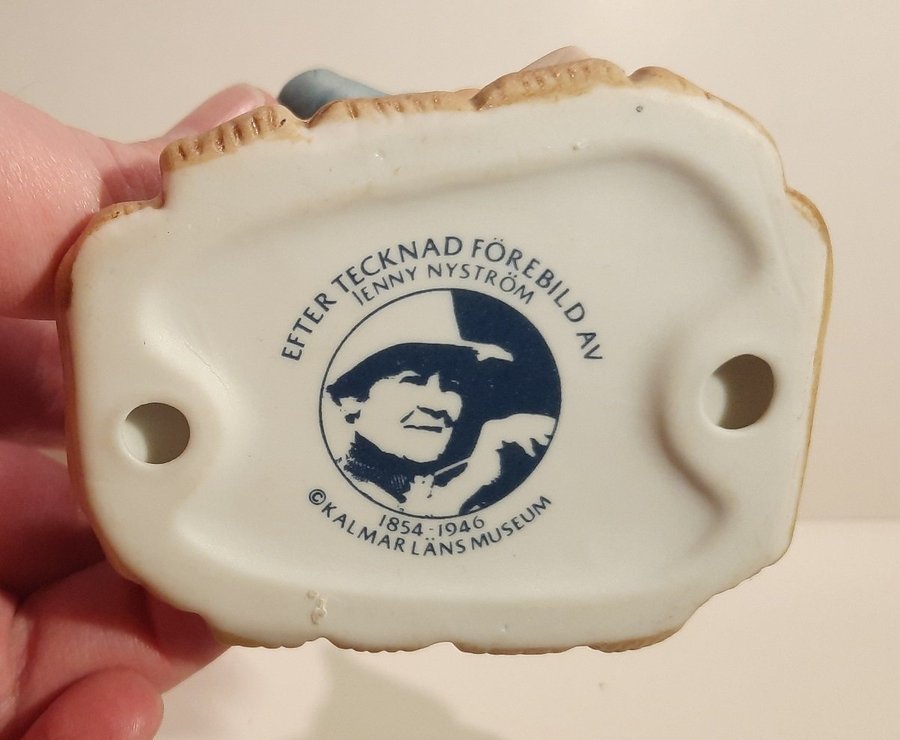 EFTER TECKNAD FÖREBILD AV
JENNY NYSTRÖM
1854-1946
©KALMAR LÄNS MUSEUM